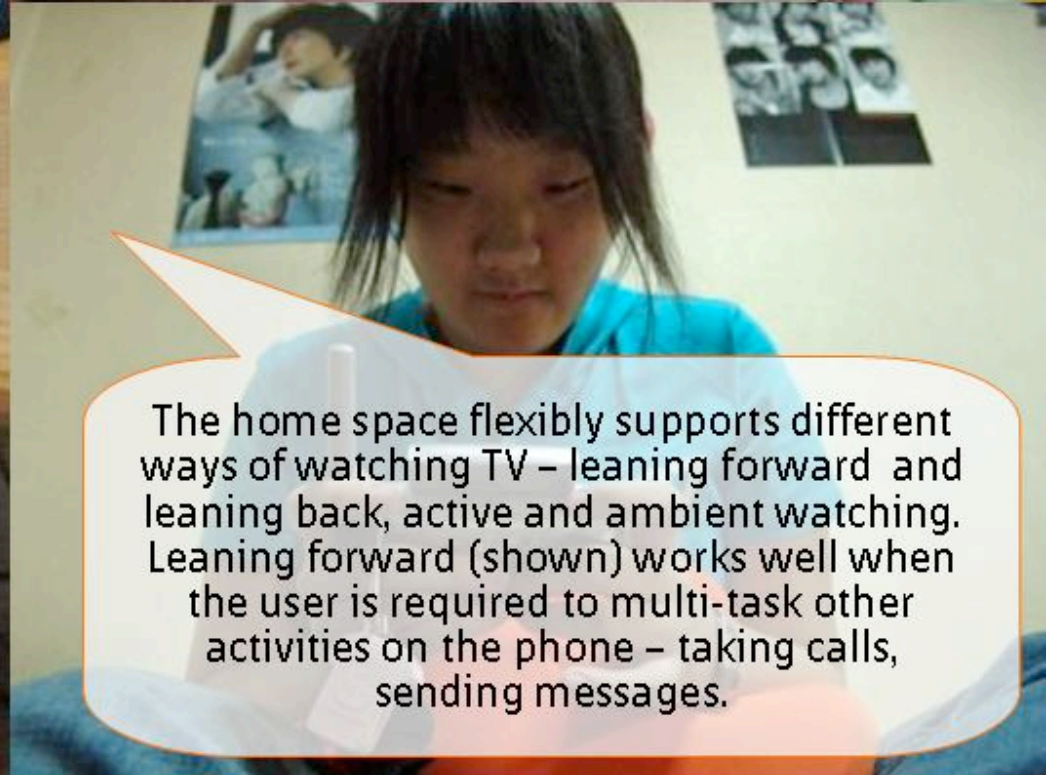 The home space flexibly supports different
ways of watching TV – leaning forward and
leaning back, active and ambient watching.
Leaning forward (shown) works well when
the user is required to multi-task other
activities on the phone – taking calls,
sending messages.